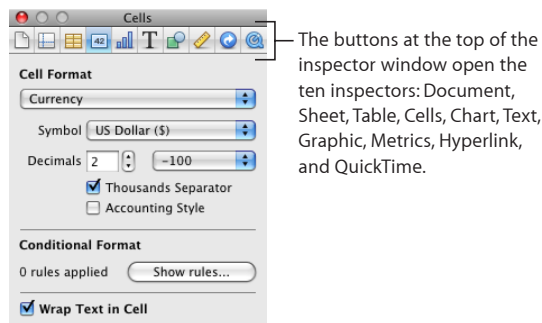 Cells
42
T
The buttons at the top of the
inspector window open the
ten inspectors: Document,
Sheet, Table, Cells, Chart, Text,
Graphic, Metrics, Hyperlink,
and QuickTime.
Cell Format
Currency
Symbol US Dollar ($)
Decimals 2 -100
Thousands Separator
Accounting Style
Conditional Format
0 rules applied Show rules...
Wrap Text in Cell